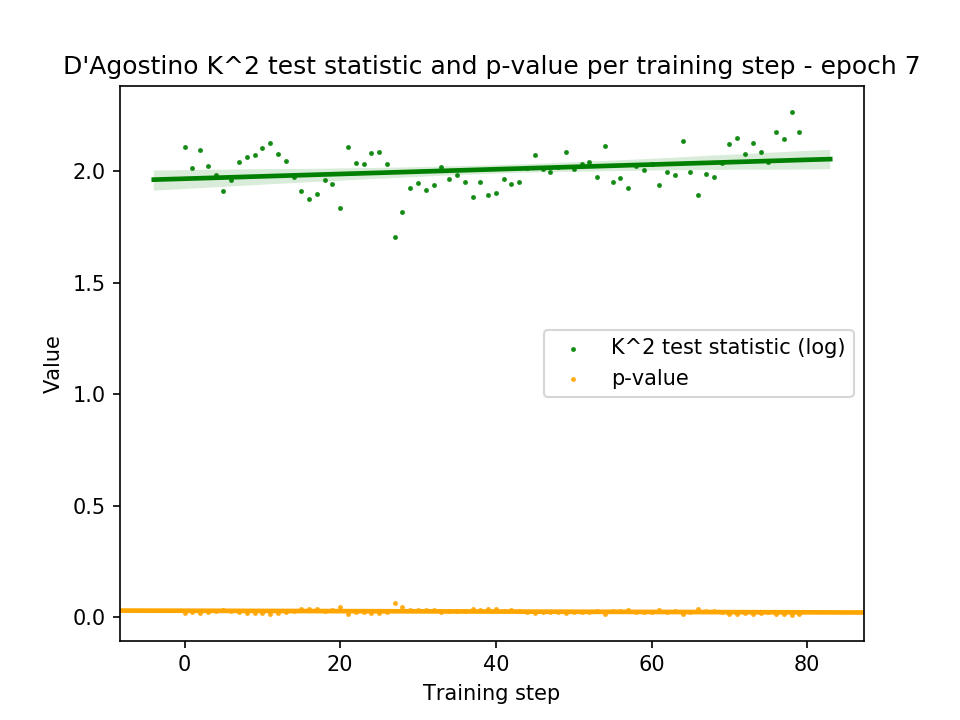 D'Agostino K^2 test statistic and p-value per training step - epoch 7
2.0
1.5
1.0
0.5
0.0
Value
K^2 test statistic (log)
p-value
0 20 40 60 80
Training step